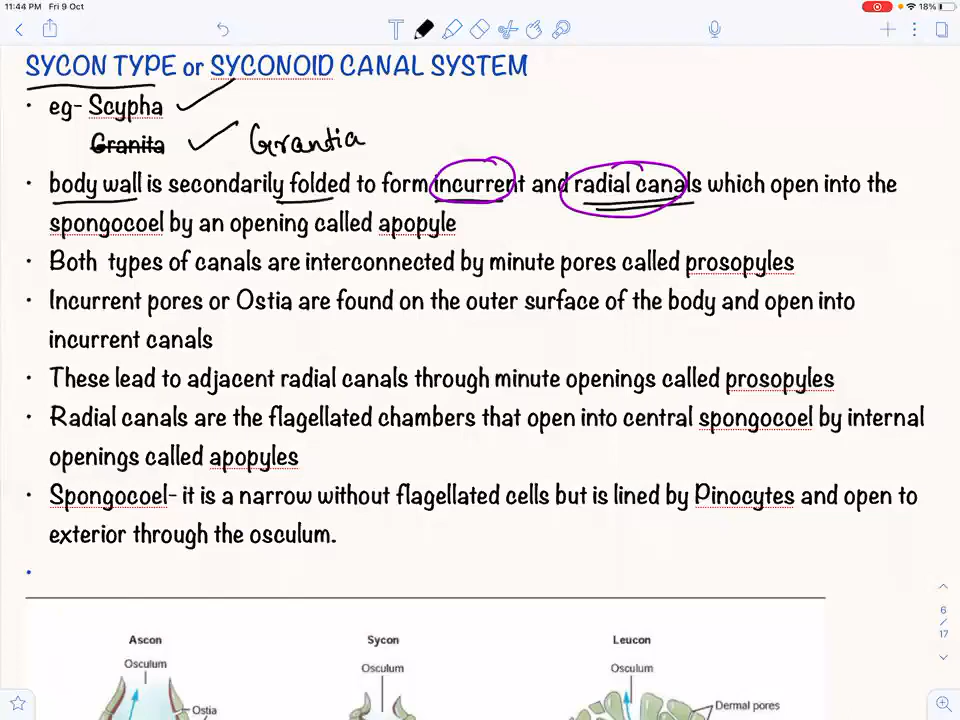 11:44 PM Fri 9 Oct
18%
SYCON TYPE or SYCONOID CANAL SYSTEM
• eg- Scypha
Granita Grantia
• body wall is secondarily folded to form incurrent and radial canals which open into the
spongocoel by an opening called apopyle
• Both types of canals are interconnected by minute pores called prosopyles
• Incurrent pores or Ostia are found on the outer surface of the body and open into
incurrent canals
• These lead to adjacent radial canals through minute openings called prosopyles
• Radial canals are the flagellated chambers that open into central spongocoel by internal
openings called apopyles
• Spongocoel- it is a narrow without flagellated cells but is lined by Pinocytes and open to
exterior through the osculum.
•
6
/
17
Ascon Sycon Leucon
Osculum Osculum Osculum
Ostia Dermal pores